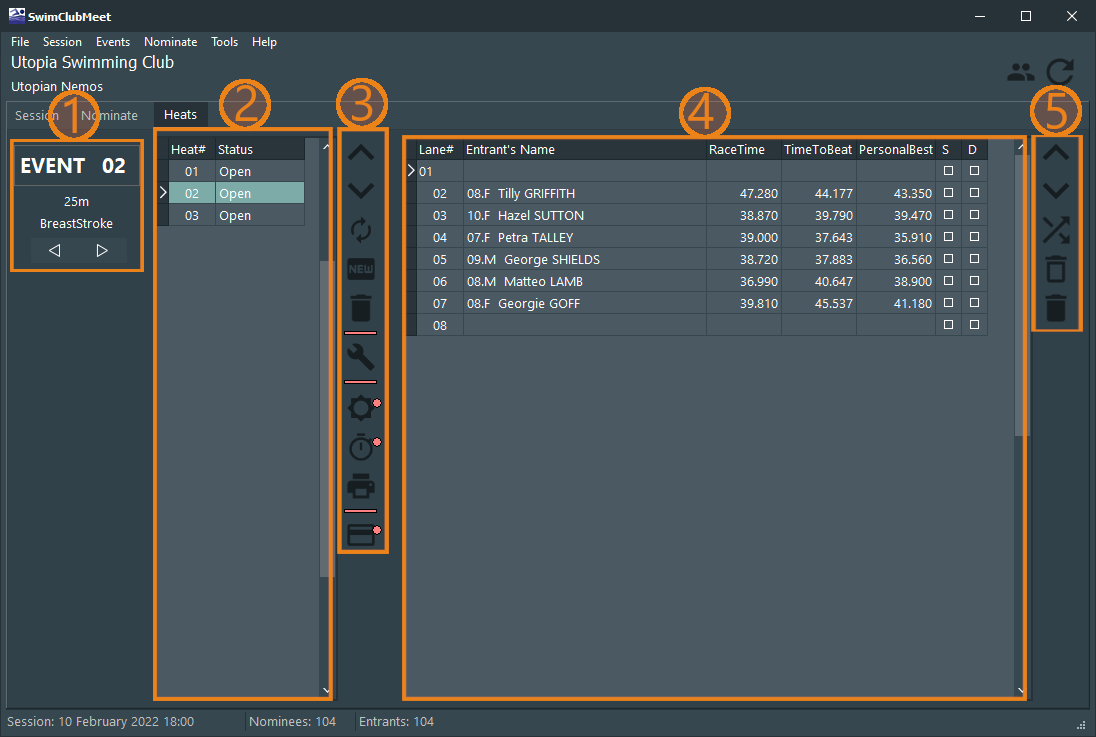 SwimClubMeet
File Session Events Nominate Tools Help
Utopia Swimming Club
Utopian Nemos
Session Nominate Heats
1 2 3 4 5
EVENT 02
25m
BreastStroke
Heat# Status
01 Open
02 Open
03 Open
NEW
Lane# Entrant's Name RaceTime TimeToBeat PersonalBest S D
01
02 08.F Tilly GRIFFITH 47.280 44.177 43.350
03 10.F Hazel SUTTON 38.870 39.790 39.470
04 07.F Petra TALLEY 39.000 37.643 35.910
05 09.M George SHIELDS 38.720 37.883 36.560
06 08.M Matteo LAMB 36.990 40.647 38.900
07 08.F Georgie GOFF 39.810 45.537 41.180
08
Session: 10 February 2022 18:00 Nominees: 104 Entrants: 104